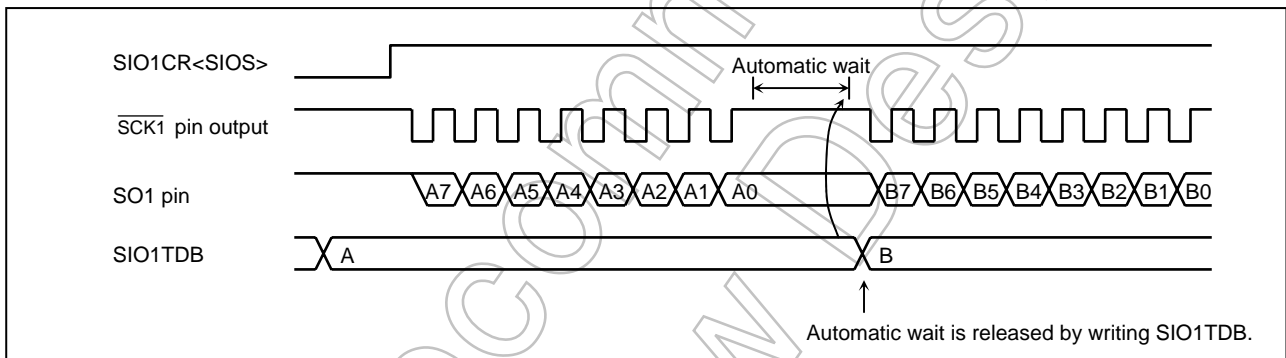 SIO1CR<SIOS>
Automatic wait
SCK1 pin output
SO1 pin
A7 A6 A5 A4 A3 A2 A1 A0 B7 B6 B5 B4 B3 B2 B1 B0
SIO1TDB
A B
Automatic wait is released by writing SIO1TDB.